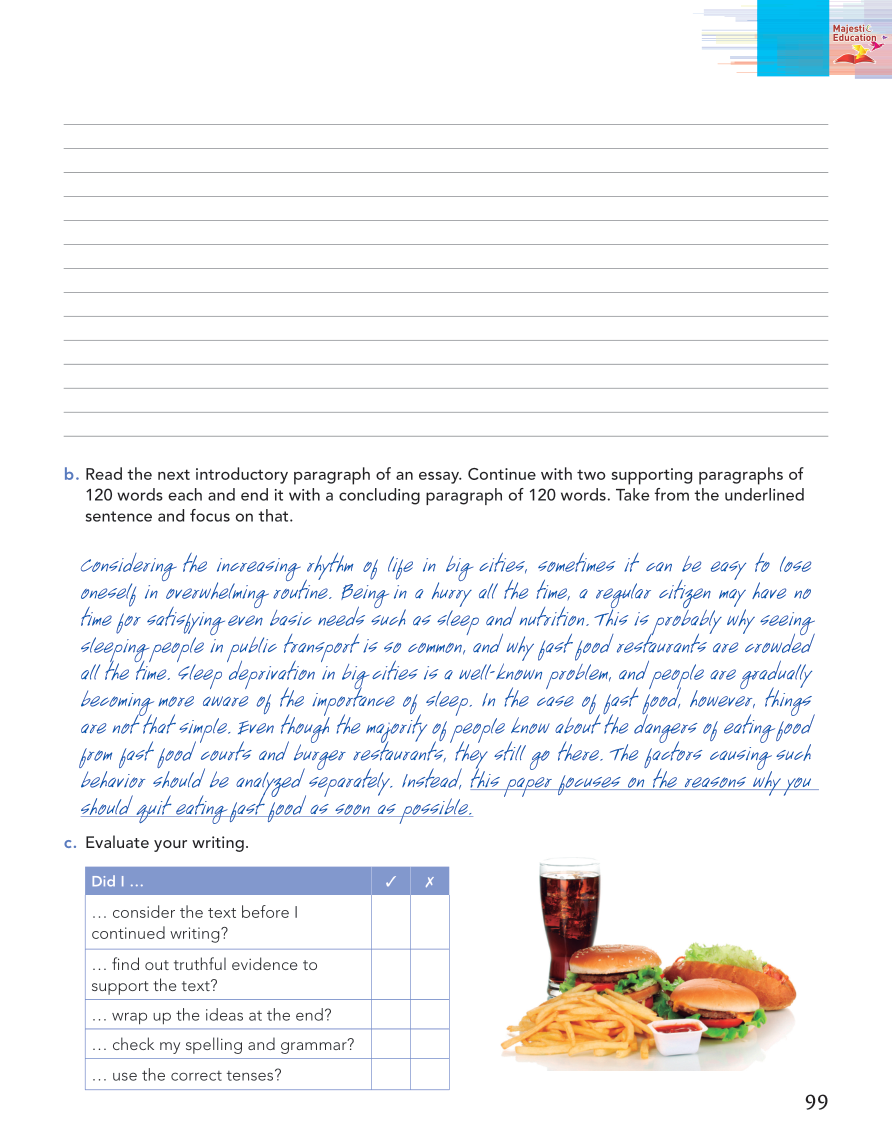 Majestic
Education
b. Read the next introductory paragraph of an essay. Continue with two supporting paragraphs of
120 words each and end it with a concluding paragraph of 120 words. Take from the underlined
sentence and focus on that.
Considering the increasing rhythm of life in big cities, sometimes it can be easy to lose
oneself in overwhelming routine. Being in a hurry all the time, a regular citizen may have no
time for satisfying even basic needs such as sleep and nutrition. This is probably why seeing
sleeping people in public transport is so common, and why fast food restaurants are crowded
all the time. Sleep deprivation in big cities is a well-known problem, and people are gradually
becoming more aware of the importance of sleep. In the case of fast food, however, things
are not that simple. Even though the majority of people know about the dangers of eating food
from fast food courts and burger restaurants, they still go there. The factors causing such
behavior should be analyzed separately. Instead, this paper focuses on the reasons why you
should quit eating fast food as soon as possible.
c. Evaluate your writing.
Did I … ✓ ✗
… consider the text before I
continued writing?
… find out truthful evidence to
support the text?
… wrap up the ideas at the end?
… check my spelling and grammar?
… use the correct tenses?
99